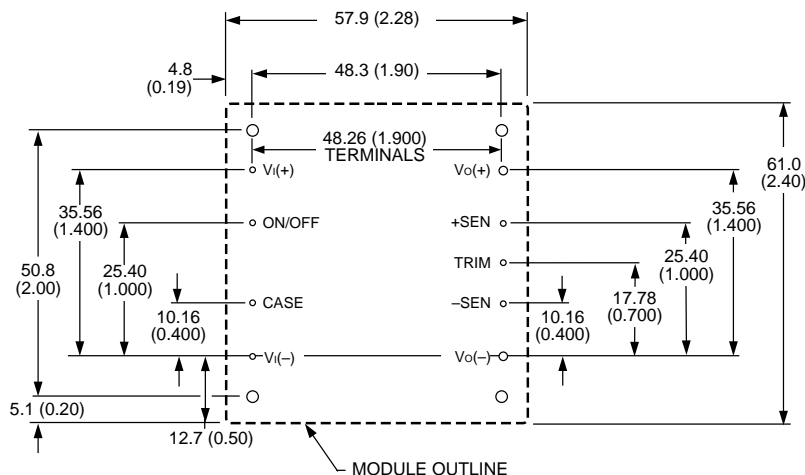 57.9 (2.28)
4.8
(0.19)
48.3 (1.90)
48.26 (1.900)
TERMINALS
VI(+)
VO(+)
61.0
(2.40)
35.56
(1.400)
35.56
(1.400)
ON/OFF
+SEN
25.40
(1.000)
25.40
(1.000)
TRIM
50.8
(2.00)
17.78
(0.700)
CASE
–SEN
10.16
(0.400)
10.16
(0.400)
VI(–)
VO(–)
5.1 (0.20)
12.7 (0.50)
MODULE OUTLINE